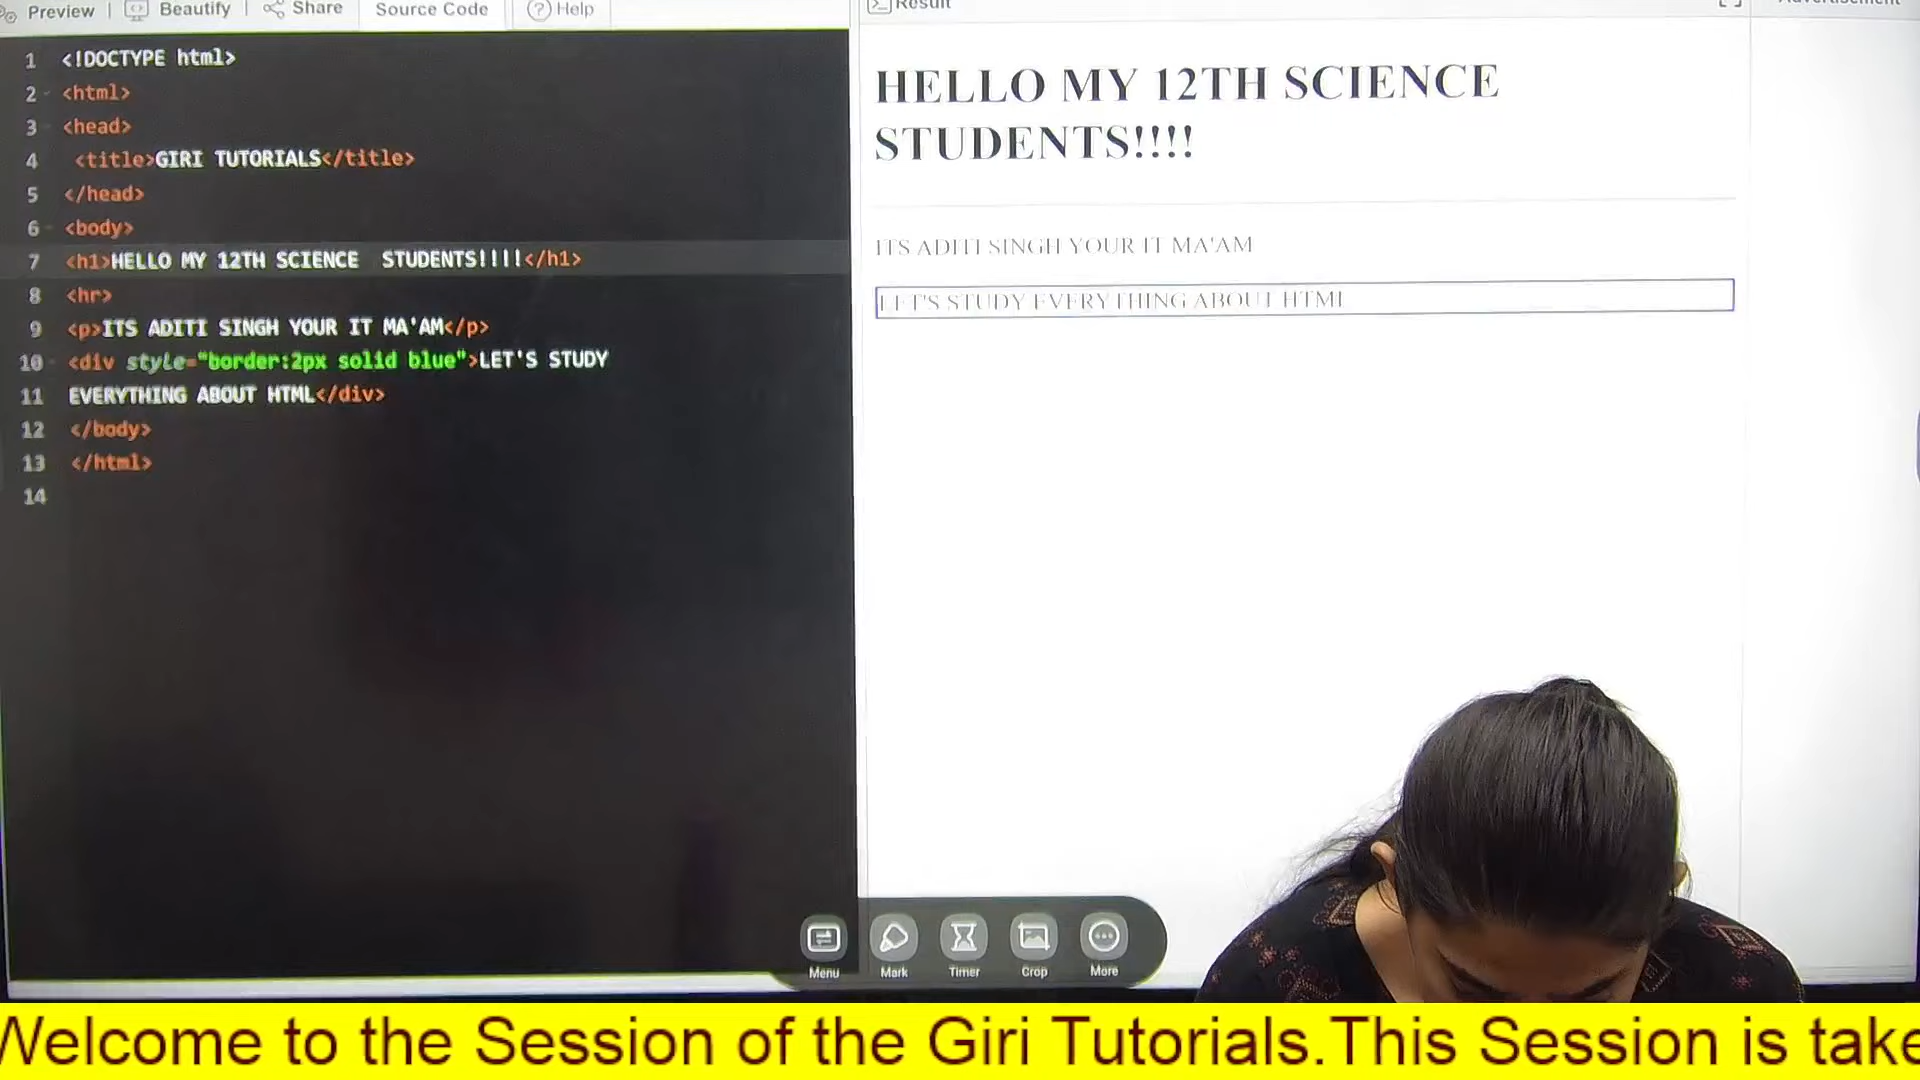 Preview | Beautify | Share Source Code Help
1 <!DOCTYPE html>
2 <html>
3 <head>
4 <title>GIRI TUTORIALS</title>
5 </head>
6 <body>
7 <h1>HELLO MY 12TH SCIENCE  STUDENTS!!!!</h1>
8 <hr>
9 <p>ITS ADITI SINGH YOUR IT MA'AM</p>
10 <div style="border:2px solid blue">LET'S STUDY
11 EVERYTHING ABOUT HTML</div>
12 </body>
13 </html>
14
Result
Advertisement
HELLO MY 12TH SCIENCE
STUDENTS!!!!
ITS ADITI SINGH YOUR IT MA'AM
LET'S STUDY EVERYTHING ABOUT HTML
Menu Mark Timer Crop More
Welcome to the Session of the Giri Tutorials.This Session is take